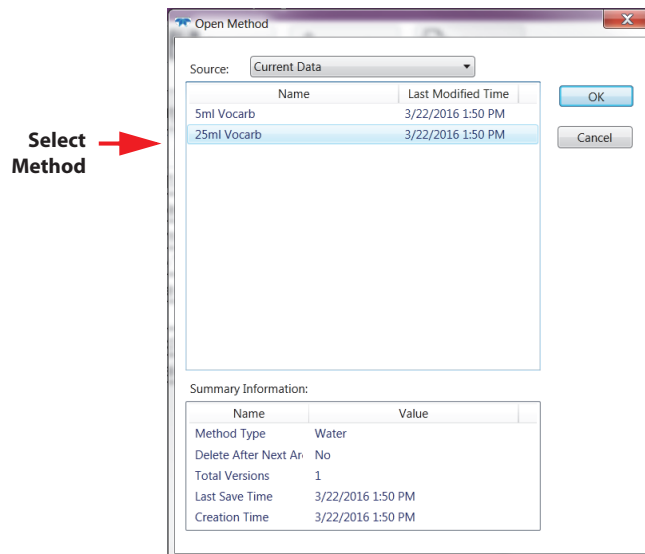 Open Method
Source: Current Data
Name Last Modified Time
5ml Vocarb 3/22/2016 1:50 PM
25ml Vocarb 3/22/2016 1:50 PM
OK
Cancel
Select
Method
Summary Information:
Name Value
Method Type Water
Delete After Next Ar No
Total Versions 1
Last Save Time 3/22/2016 1:50 PM
Creation Time 3/22/2016 1:50 PM